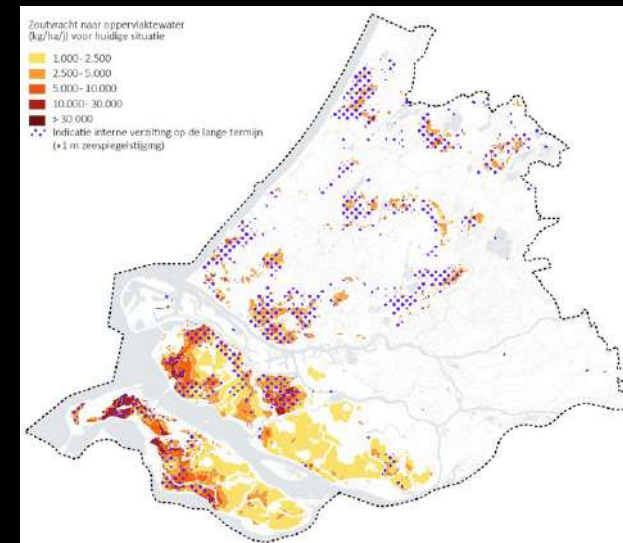 Zoutvracht naar oppervlaktewater
(kg/ha/j) voor huidige situatie
1.000- 2.500
2.500- 5.000
5.000- 10.000
10.000- 30.000
> 30.000
Indicatie interne verzilting op de lange termijn
(+1 m zeespiegelstijging)